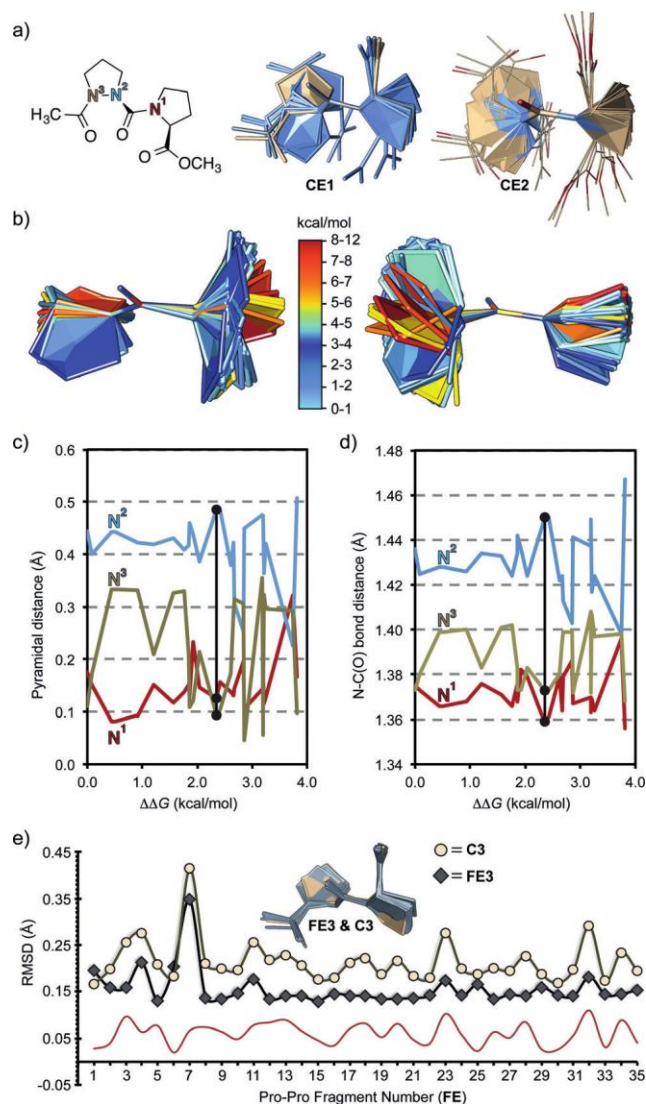 a)
N³ N² N¹
H₃C
O
O
O
OCH₃
CE1
CE2
b)
kcal/mol
8-12
7-8
6-7
5-6
4-5
3-4
2-3
1-2
0-1
c)
0.6
0.5
0.4
0.3
0.2
0.1
0.0
Pyramidal distance (Å)
N²
N³
N¹
0.0 1.0 2.0 3.0 4.0
ΔΔG (kcal/mol)
d)
1.48
1.46
1.44
1.42
1.40
1.38
1.36
1.34
N-C(O) bond distance (Å)
N²
N³
N¹
0.0 1.0 2.0 3.0 4.0
ΔΔG (kcal/mol)
e)
0.45
0.35
0.25
0.15
0.05
-0.05
RMSD (Å)
FE3 & C3
= C3
= FE3
1 3 5 7 9 11 13 15 17 19 21 23 25 27 29 31 33 35
Pro-Pro Fragment Number (FE)